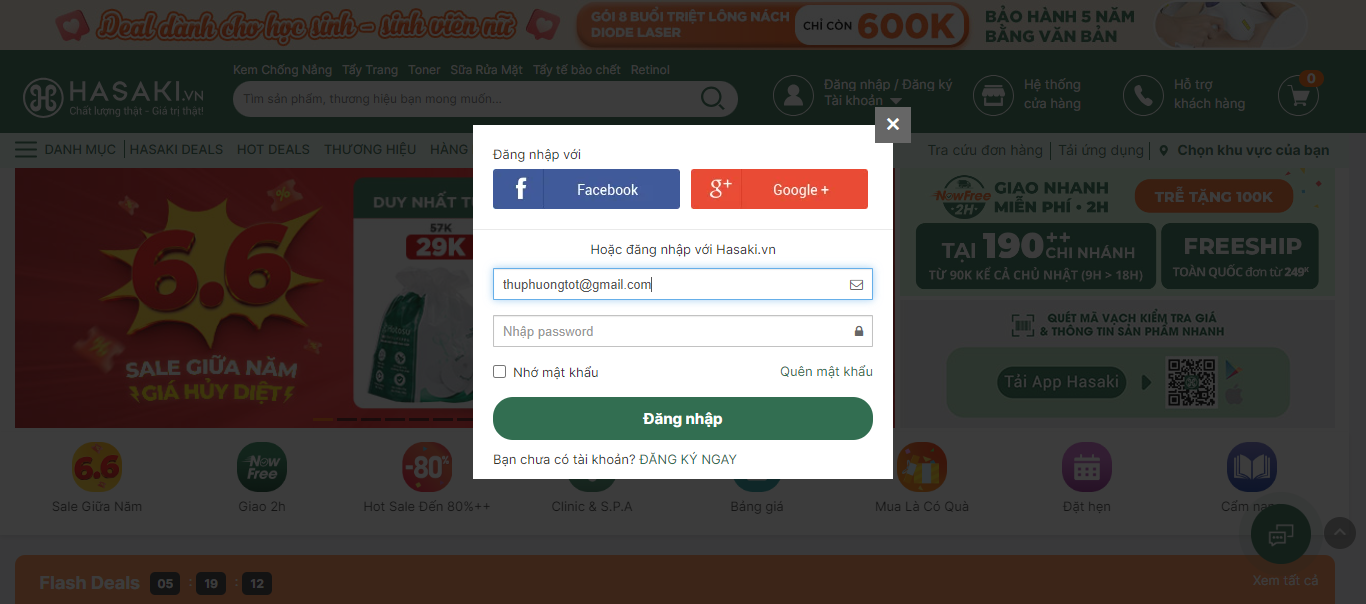 Deal dành cho học sinh - sinh viên nữ
GÓI 8 BUỔI TRIỆT LÔNG NÁCH
DIODE LASER
CHỈ CÒN 600K
BẢO HÀNH 5 NĂM
BẰNG VĂN BẢN
Kem Chống Nắng Tẩy Trang Toner Sữa Rửa Mặt Tẩy tế bào chết Retinol
HASAKI.VN
Chất lượng thật - Giá trị thật!
Tìm sản phẩm, thương hiệu bạn mong muốn...
Đăng nhập / Đăng ký
Tài khoản
Hệ thống
cửa hàng
Hỗ trợ
khách hàng
0
×
DANH MỤC HASAKI DEALS HOT DEALS THƯƠNG HIỆU HÀNG
Tra cứu đơn hàng Tải ứng dụng Chọn khu vực của bạn
6.6
SALE GIỮA NĂM
GIÁ HỦY DIỆT
DUY NHẤT TỪ
57K
29K
Đăng nhập với
f Facebook
g+ Google +
Hoặc đăng nhập với Hasaki.vn
thuphuongtot@gmail.com
Nhập password
Nhớ mật khẩu
Quên mật khẩu
Đăng nhập
Bạn chưa có tài khoản? ĐĂNG KÝ NGAY
NowFree
2H
GIAO NHANH
MIỄN PHÍ • 2H
TRỄ TẶNG 100K
TẠI 190++ CHI NHÁNH
TỪ 90K KỂ CẢ CHỦ NHẬT (9H > 18H)
FREESHIP
TOÀN QUỐC đơn từ 249K
QUÉT MÃ VẠCH KIỂM TRA GIÁ
& THÔNG TIN SẢN PHẨM NHANH
Tải App Hasaki
6.6
Now
Free
-80%
Sale Giữa Năm
Giao 2h
Hot Sale Đến 80%++
Clinic & S.P.A
Bảng giá
Mua Là Có Quà
Đặt hẹn
Cẩm nang
Flash Deals 05 : 19 : 12
Xem tất cả